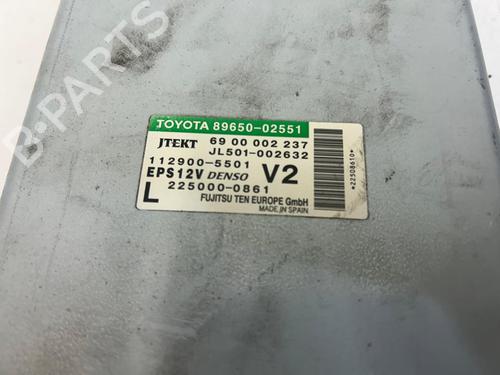 B-PARTS
TOYOTA 89650-02551
JTEKT 69 00 002 237
JL501-002632
112900-5501
EPS12V DENSO V2
L 225000-0861
FUJITSU TEN EUROPE GmbH
MADE IN SPAIN
*22508610*